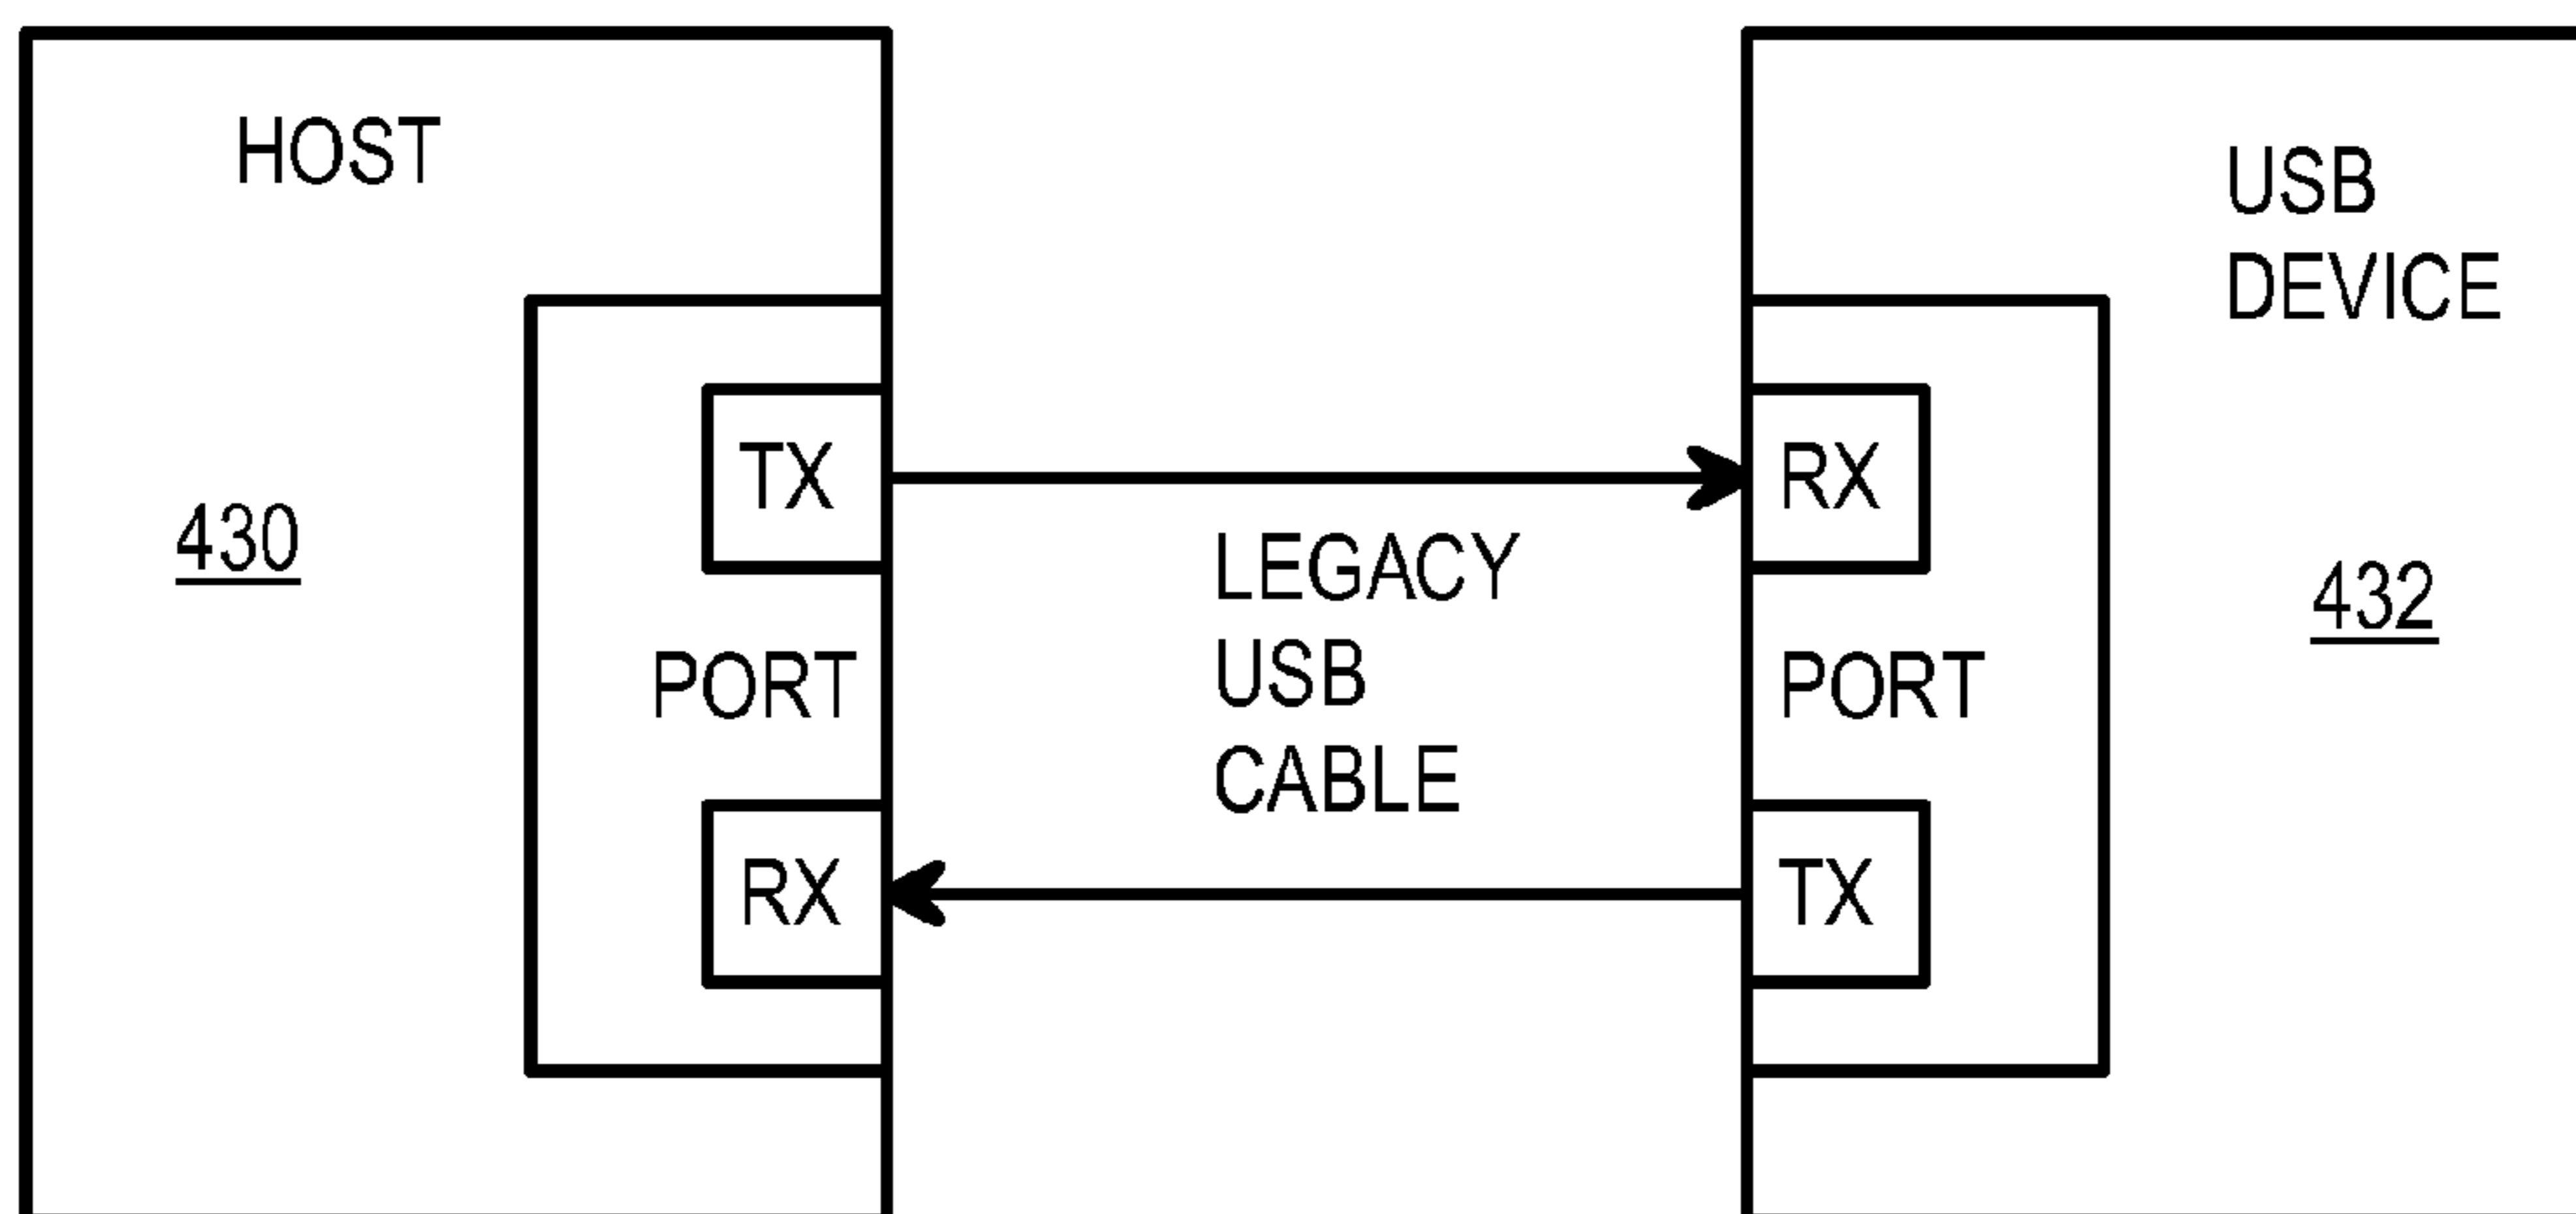 HOST
430
TX
PORT
RX
LEGACY
USB
CABLE
USB
DEVICE
RX
PORT
TX
432